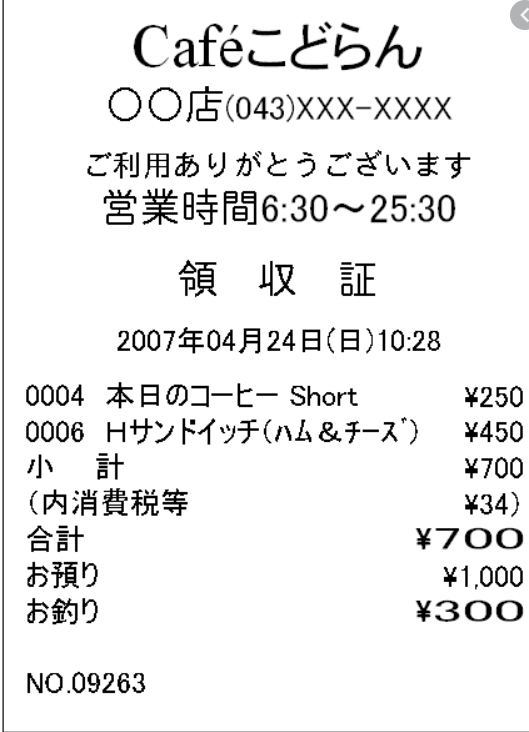 Caféこどらん
〇〇店(043)XXX-XXXX
ご利用ありがとうございます
営業時間6:30～25:30
領 収 証
2007年04月24日(日)10:28
0004 本日のコーヒー Short ¥250
0006 Hサンドイッチ(ハム＆チーズ) ¥450
小 計 ¥700
(内消費税等 ¥34)
合計 ¥700
お預り ¥1,000
お釣り ¥300
NO.09263